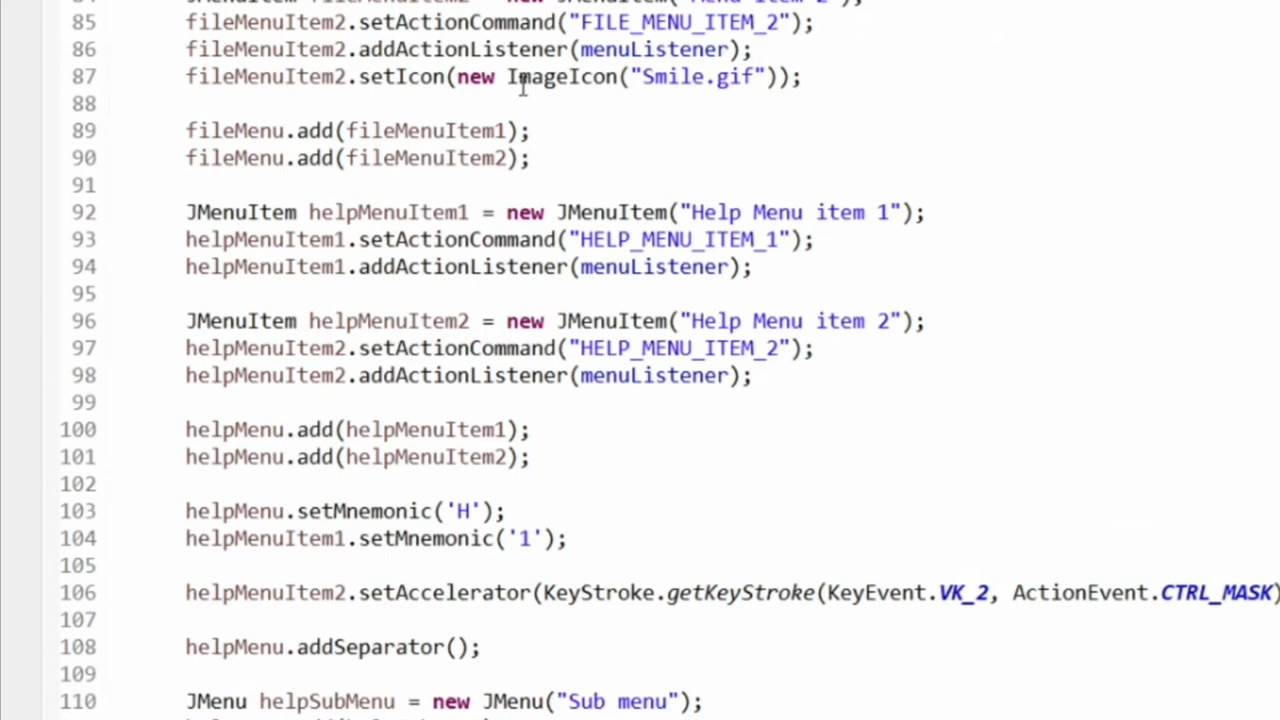 85 fileMenuItem2.setActionCommand("FILE_MENU_ITEM_2");
86 fileMenuItem2.addActionListener(menuListener);
87 fileMenuItem2.setIcon(new ImageIcon("Smile.gif"));
88
89 fileMenu.add(fileMenuItem1);
90 fileMenu.add(fileMenuItem2);
91
92 JMenuItem helpMenuItem1 = new JMenuItem("Help Menu item 1");
93 helpMenuItem1.setActionCommand("HELP_MENU_ITEM_1");
94 helpMenuItem1.addActionListener(menuListener);
95
96 JMenuItem helpMenuItem2 = new JMenuItem("Help Menu item 2");
97 helpMenuItem2.setActionCommand("HELP_MENU_ITEM_2");
98 helpMenuItem2.addActionListener(menuListener);
99
100 helpMenu.add(helpMenuItem1);
101 helpMenu.add(helpMenuItem2);
102
103 helpMenu.setMnemonic('H');
104 helpMenuItem1.setMnemonic('1');
105
106 helpMenuItem2.setAccelerator(KeyStroke.getKeyStroke(KeyEvent.VK_2, ActionEvent.CTRL_MASK)
107
108 helpMenu.addSeparator();
109
110 JMenu helpSubMenu = new JMenu("Sub menu");